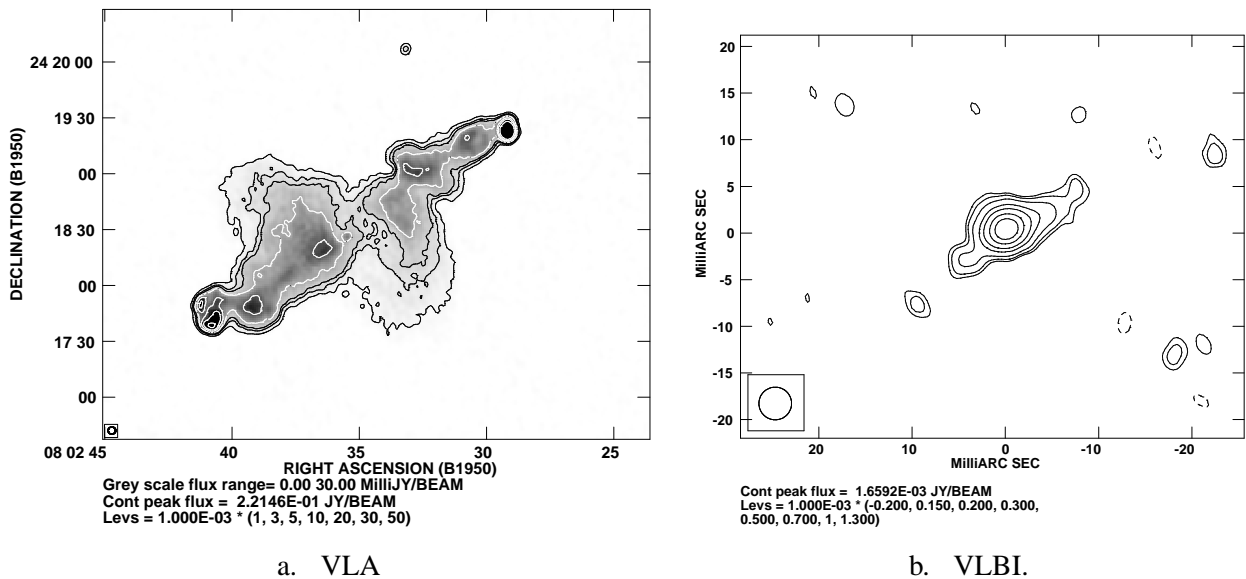 DECLINATION (B1950)
24 20 00
19 30
00
18 30
00
17 30
00
08 02 45
40
35
30
25
RIGHT ASCENSION (B1950)
Grey scale flux range= 0.00 30.00 MilliJY/BEAM
Cont peak flux = 2.2146E-01 JY/BEAM
Levs = 1.000E-03 * (1, 3, 5, 10, 20, 30, 50)
a. VLA
MilliARC SEC
20
15
10
5
0
-5
-10
-15
-20
20
10
0
-10
-20
MilliARC SEC
Cont peak flux = 1.6592E-03 JY/BEAM
Levs = 1.000E-03 * (-0.200, 0.150, 0.200, 0.300,
0.500, 0.700, 1, 1.300)
b. VLBI.